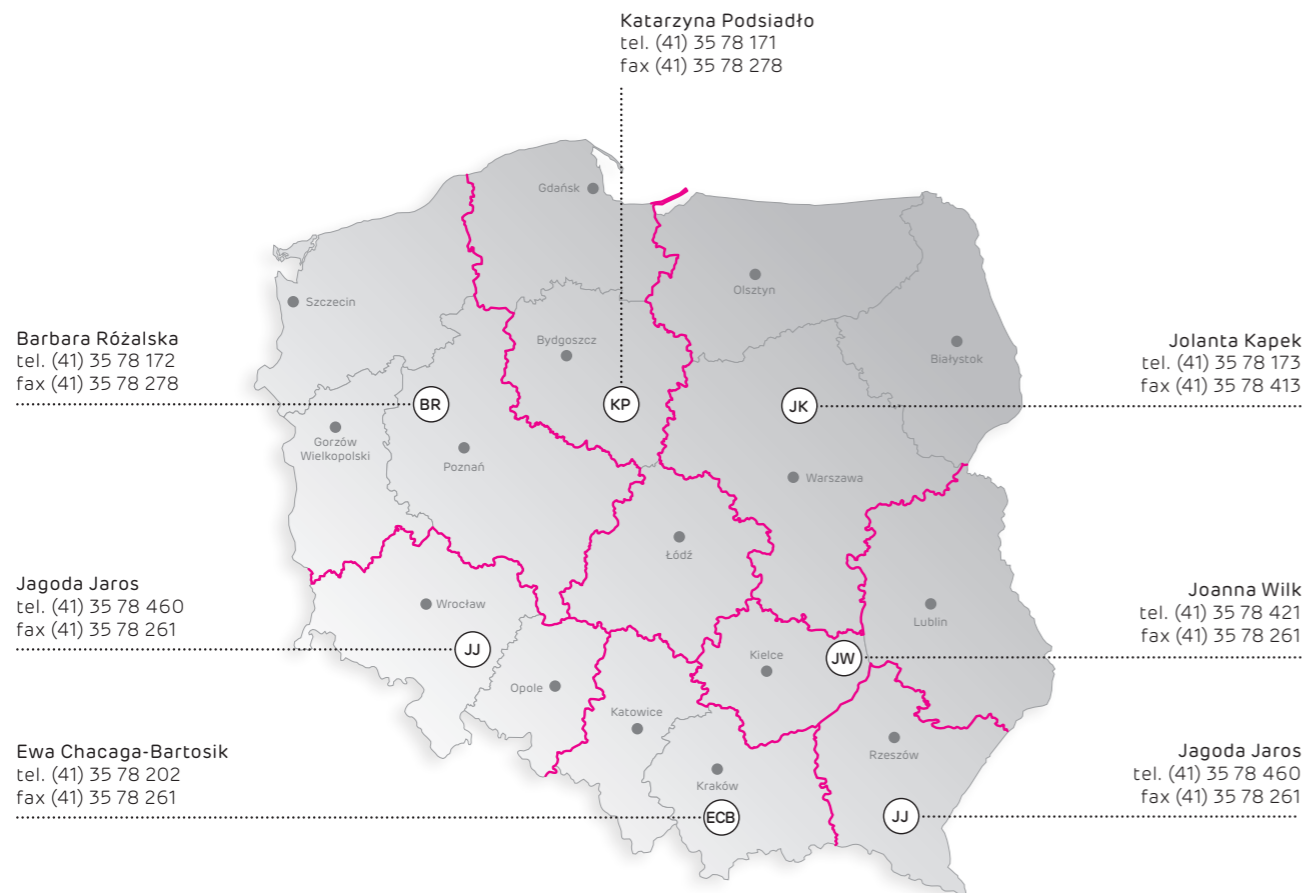 Katarzyna Podsiadło
tel. (41) 35 78 171
fax (41) 35 78 278
Gdańsk
Olsztyn
Szczecin
Barbara Różalska
tel. (41) 35 78 172
fax (41) 35 78 278
Bydgoszcz
Białystok
Jolanta Kapek
tel. (41) 35 78 173
fax (41) 35 78 413
BR
KP
JK
Gorzów
Wielkopolski
Poznań
Warszawa
Łódź
Jagoda Jaros
tel. (41) 35 78 460
fax (41) 35 78 261
Wrocław
Lublin
Joanna Wilk
tel. (41) 35 78 421
fax (41) 35 78 261
JJ
Kielce
JW
Opole
Katowice
Rzeszów
Ewa Chacaga-Bartosik
tel. (41) 35 78 202
fax (41) 35 78 261
Kraków
Jagoda Jaros
tel. (41) 35 78 460
fax (41) 35 78 261
ECB
JJ